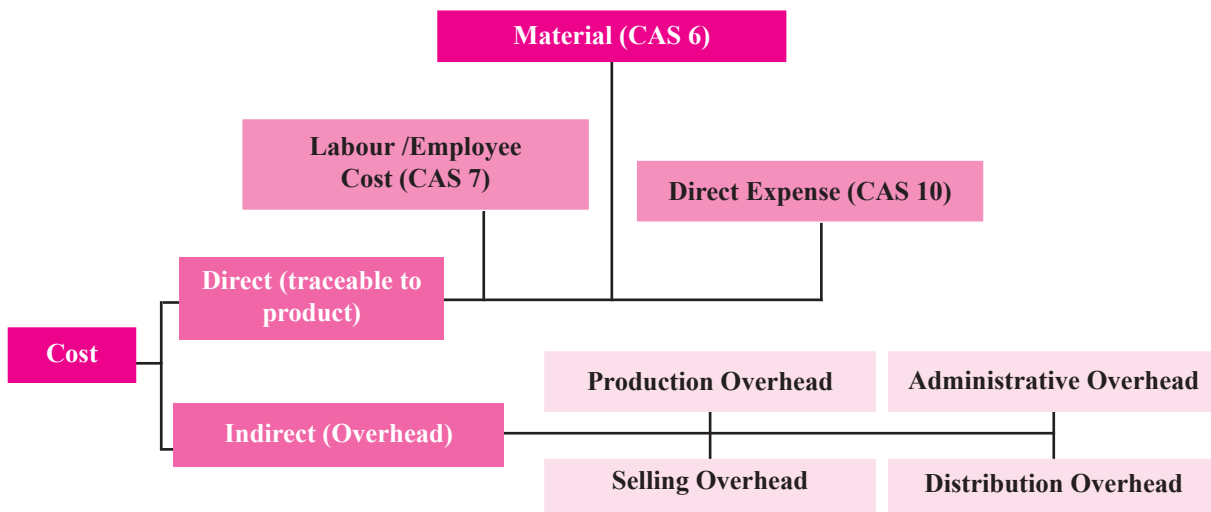 Material (CAS 6)
Labour /Employee
Cost (CAS 7)
Direct Expense (CAS 10)
Direct (traceable to
product)
Cost
Production Overhead
Administrative Overhead
Indirect (Overhead)
Selling Overhead
Distribution Overhead